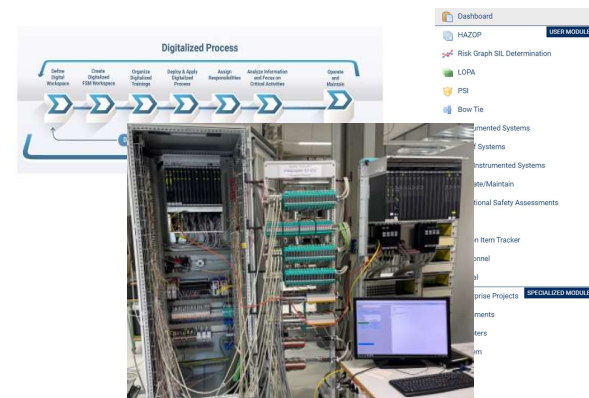 Digitalized Process
Define
Digital
Workspace
Create
Digitalized
FSM Workspace
Organize
Digitalized
Trainings
Deploy & Apply
Digitalized
Process
Assign
Responsibilities
Analyze Information
and Focus on
Critical Activities
Operate
and
Maintain
Dashboard
HAZOP
USER MODULE
Risk Graph SIL Determination
LOPA
PSI
Bow Tie
umented Systems
f Systems
Instrumented Systems
ate/Maintain
tional Safety Assessments
n Item Tracker
onnel
al
SPECIALIZED MODULE
rprise Projects
ments
ters
em